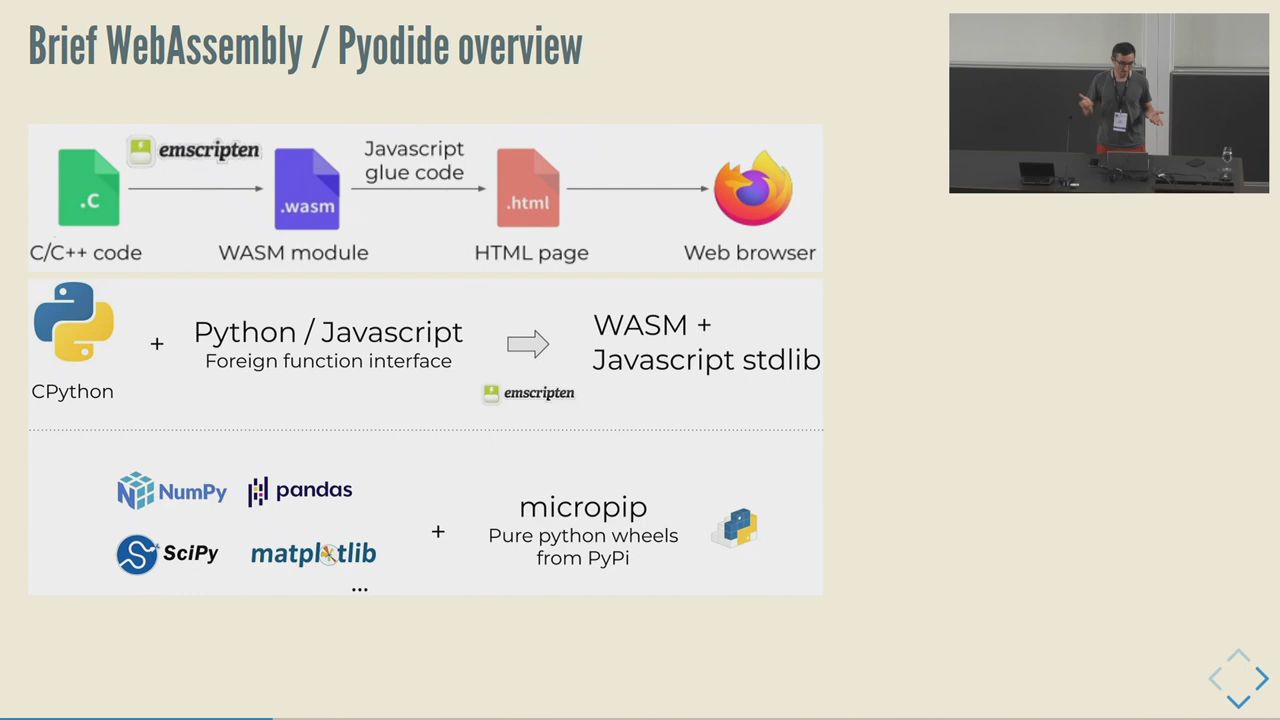 Brief WebAssembly / Pyodide overview
emscripten
Javascript
glue code
.C
.wasm
.html
C/C++ code
WASM module
HTML page
Web browser
CPython
+
Python / Javascript
Foreign function interface
emscripten
WASM +
Javascript stdlib
NumPy
pandas
SciPy
matplotlib
...
+
micropip
Pure python wheels
from PyPi